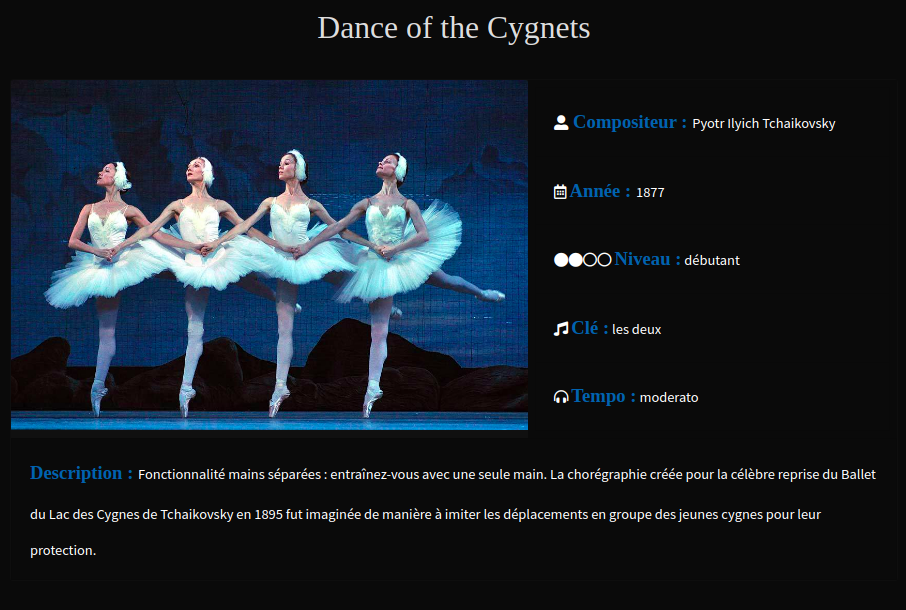 Dance of the Cygnets
Compositeur : Pyotr Ilyich Tchaikovsky
Année : 1877
Niveau : débutant
Clé : les deux
Tempo : moderato
Description : Fonctionnalité mains séparées : entraînez-vous avec une seule main. La chorégraphie créée pour la célèbre reprise du Ballet
du Lac des Cygnes de Tchaikovsky en 1895 fut imaginée de manière à imiter les déplacements en groupe des jeunes cygnes pour leur
protection.